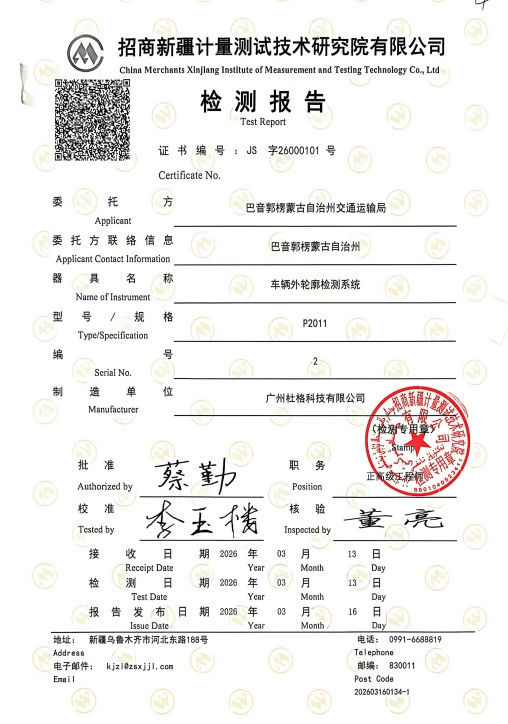 招商新疆计量测试技术研究院有限公司
China Merchants Xinjiang Institute of Measurement and Testing Technology Co., Ltd
检测报告
Test Report
证书编号：JS 字26000101 号
Certificate No.
委托方 巴音郭楞蒙古自治州交通运输局
Applicant
委托方联络信息 巴音郭楞蒙古自治州
Applicant Contact Information
器具名称 车辆外轮廓检测系统
Name of Instrument
型号/规格 P2011
Type/Specification
编号 2
Serial No.
制造单位 广州杜格科技有限公司
Manufacturer
招商新疆计量测试技术研究院有限公司
（检测专用章）
Stamp
检测专用章
批准 蔡勤 职务 正高级工程师
Authorized by Position
校准 李玉楼 核验 董亮
Tested by Inspected by
接收日期 2026 年 03 月 13 日
Receipt Date Year Month Day
检测日期 2026 年 03 月 13 日
Test Date Year Month Day
报告发布日期 2026 年 03 月 16 日
Issue Date Year Month Day
地址： 新疆乌鲁木齐市河北东路188号 电话： 0991-6688819
Address Telephone
电子邮件： kjzl@zsxjjl.com 邮编： 830011
Email Post Code
202603160134-1